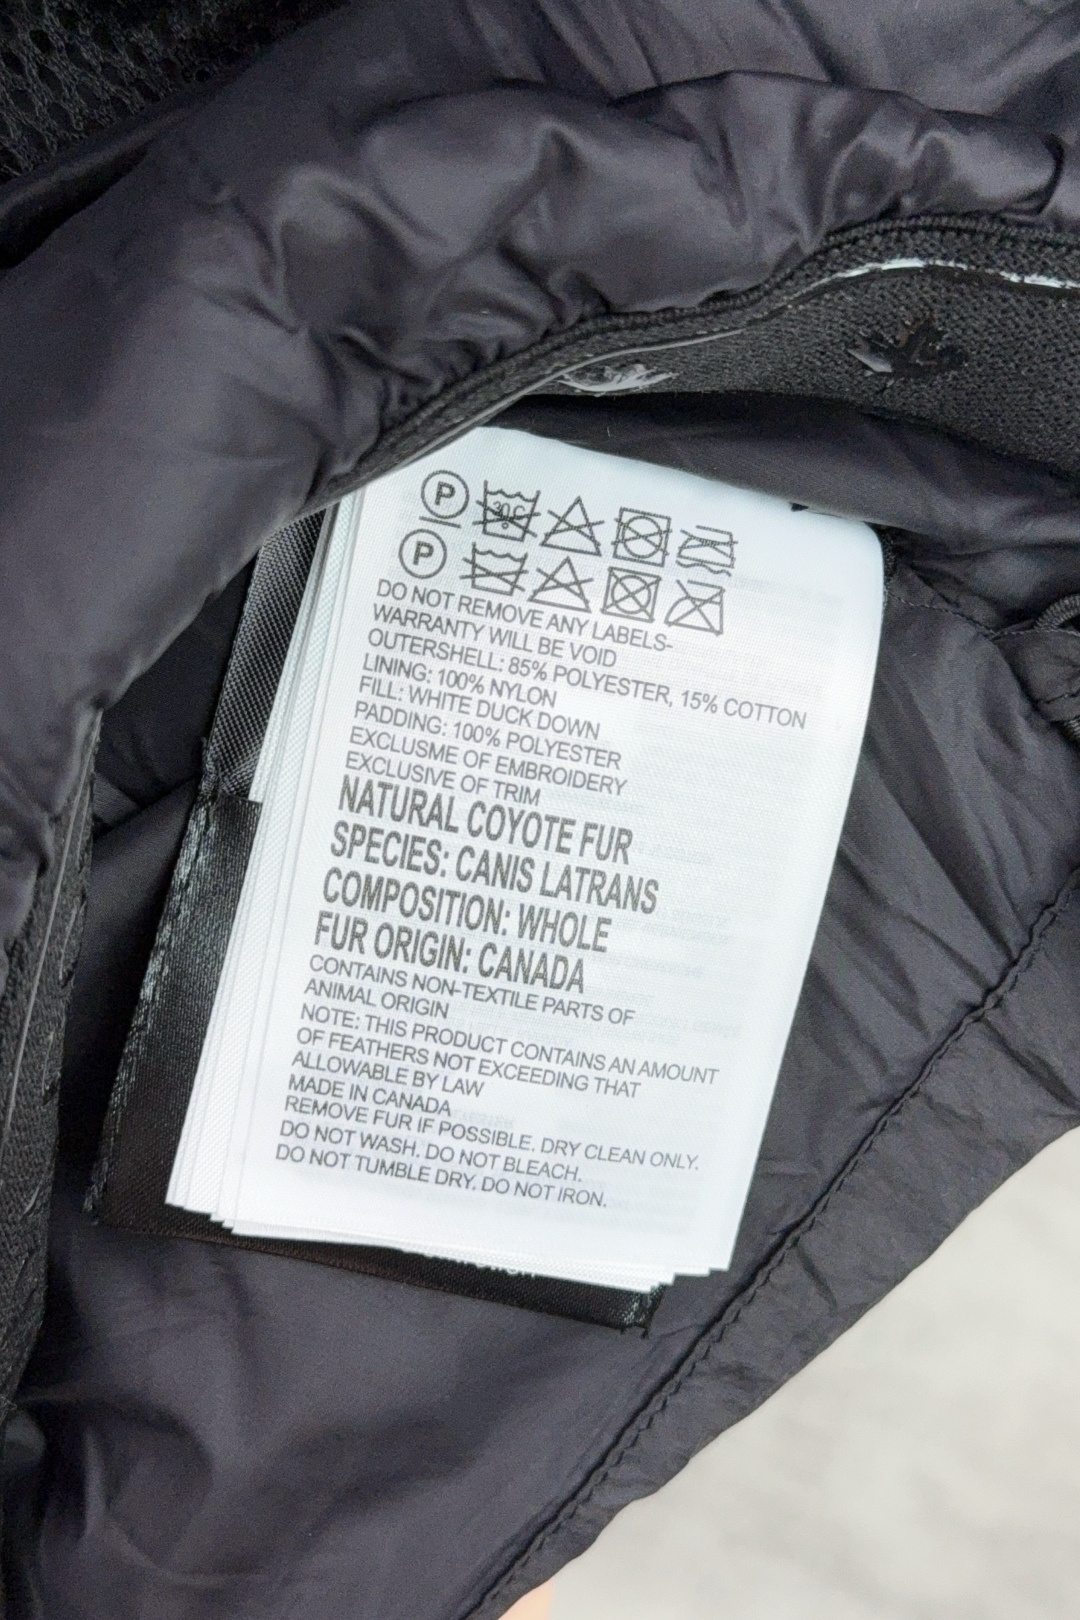 P 30°C
P
DO NOT REMOVE ANY LABELS-
WARRANTY WILL BE VOID
OUTERSHELL: 85% POLYESTER, 15% COTTON
LINING: 100% NYLON
FILL: WHITE DUCK DOWN
PADDING: 100% POLYESTER
EXCLUSME OF EMBROIDERY
EXCLUSIVE OF TRIM
NATURAL COYOTE FUR
SPECIES: CANIS LATRANS
COMPOSITION: WHOLE
FUR ORIGIN: CANADA
CONTAINS NON-TEXTILE PARTS OF
ANIMAL ORIGIN
NOTE: THIS PRODUCT CONTAINS AN AMOUNT
OF FEATHERS NOT EXCEEDING THAT
ALLOWABLE BY LAW
MADE IN CANADA
REMOVE FUR IF POSSIBLE. DRY CLEAN ONLY.
DO NOT WASH. DO NOT BLEACH.
DO NOT TUMBLE DRY. DO NOT IRON.